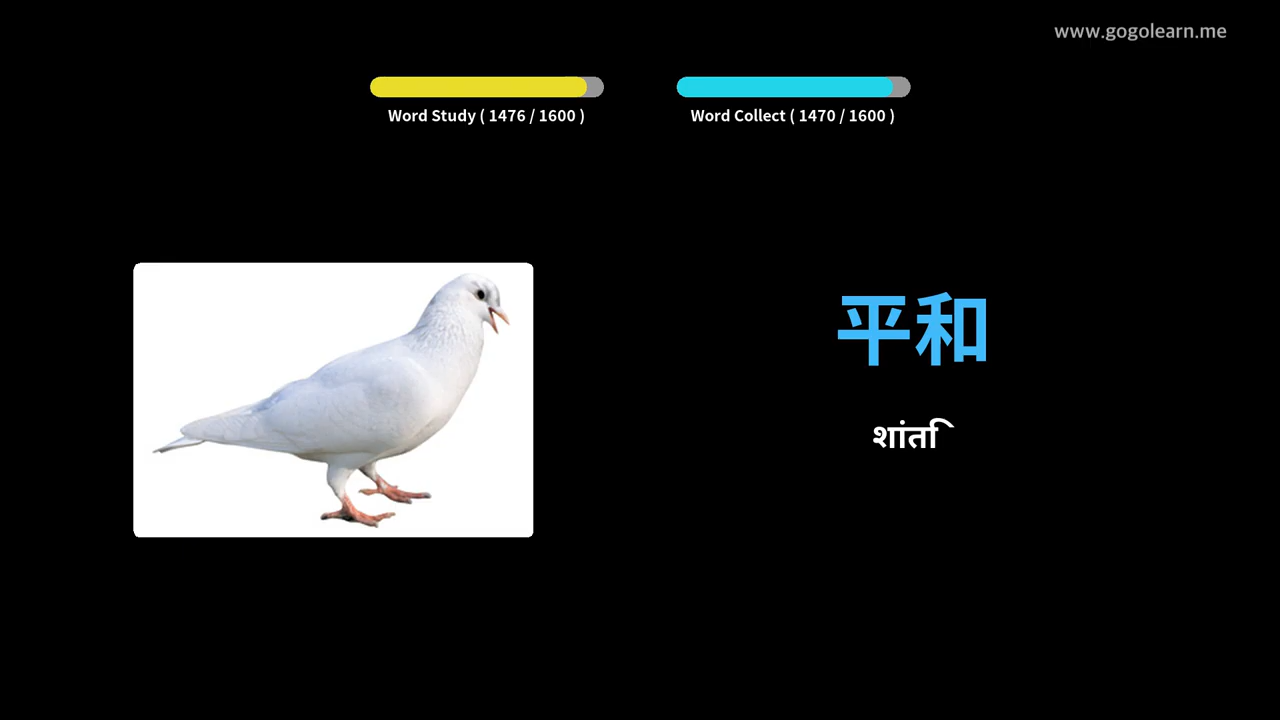 www.gogolearn.me
Word Study ( 1476 / 1600 )
Word Collect ( 1470 / 1600 )
平和
शांति